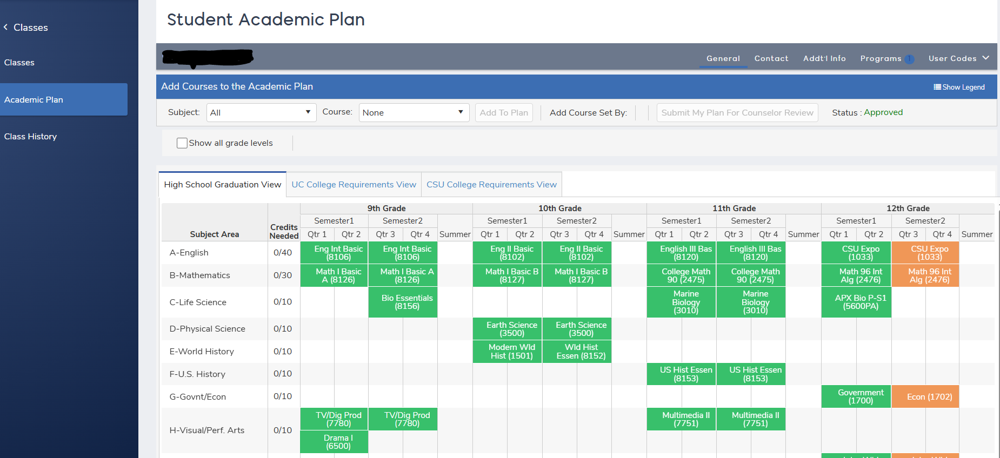 Student Academic Plan
Classes
Classes
Academic Plan
Class History
General Contact Addt'l Info Programs 1 User Codes
Add Courses to the Academic Plan Show Legend
Subject: All Course: None Add To Plan Add Course Set By: Submit My Plan For Counselor Review Status : Approved
Show all grade levels
High School Graduation View UC College Requirements View CSU College Requirements View
9th Grade 10th Grade 11th Grade 12th Grade
Semester1 Semester2 Semester1 Semester2 Semester1 Semester2 Semester1 Semester2
Subject Area Credits Needed Qtr 1 Qtr 2 Qtr 3 Qtr 4 Summer Qtr 1 Qtr 2 Qtr 3 Qtr 4 Summer Qtr 1 Qtr 2 Qtr 3 Qtr 4 Summer Qtr 1 Qtr 2 Qtr 3 Qtr 4 Summer
A-English 0/40 Eng Int Basic (8106) Eng Int Basic (8106) Eng II Basic (8102) Eng II Basic (8102) English III Bas (8120) English III Bas (8120) CSU Expo (1033) CSU Expo (1033)
B-Mathematics 0/30 Math I Basic A (8126) Math I Basic A (8126) Math I Basic B (8127) Math I Basic B (8127) College Math 90 (2475) College Math 90 (2475) Math 96 Int Alg (2476) Math 96 Int Alg (2476)
C-Life Science 0/10 Bio Essentials (8156) Marine Biology (3010) Marine Biology (3010) APX Bio P-S1 (5600PA)
D-Physical Science 0/10 Earth Science (3500) Earth Science (3500)
E-World History 0/10 Modern Wld Hist (1501) Wld Hist Essen (8152)
F-U.S. History 0/10 US Hist Essen (8153) US Hist Essen (8153)
G-Govnt/Econ 0/10 Government (1700) Econ (1702)
H-Visual/Perf. Arts 0/10 TV/Dig Prod (7780) TV/Dig Prod (7780) Multimedia II (7751) Multimedia II (7751)
Drama I (6500)